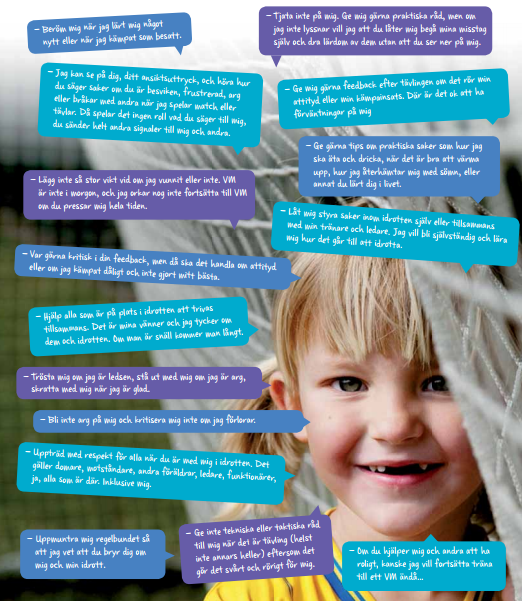 – Beröm mig när jag lärt mig något
nytt eller när jag kämpat som besatt.
– Tjata inte på mig. Ge mig gärna praktiska råd, men om
jag inte lyssnar vill jag att du låter mig begå mina misstag
själv och dra lärdom av dem utan att du ser ner på mig.
– Jag kan se på dig, ditt ansiktsuttryck, och höra hur
du säger saker om du är besviken, frustrerad, arg
eller bråkar med andra när jag spelar match eller
tävlar. Då spelar det ingen roll vad du säger till mig,
du sänder helt andra signaler till mig och andra.
– Ge mig gärna feedback efter tävlingen om det rör min
attityd eller min kämpainsats. Där är det ok att ha
förväntningar på mig
– Ge gärna tips om praktiska saker som hur jag
ska äta och dricka, när det är bra att värma
upp, hur jag återhämtar mig med sömn, eller
annat du lärt dig i livet.
– Lägg inte så stor vikt vid om jag vunnit eller inte. VM
är inte i morgon, och jag orkar nog inte fortsätta till VM
om du pressar mig hela tiden.
– Låt mig styra saker inom idrotten själv eller tillsammans
med min tränare och ledare. Jag vill bli självständig och lära
mig hur det går till att idrotta.
– Var gärna kritisk i din feedback, men då ska det handla om attityd
eller om jag kämpat dåligt och inte gjort mitt bästa.
– Hjälp alla som är på plats i idrotten att trivas
tillsammans. Det är mina vänner och jag tycker om
dem och idrotten. Om man är snäll kommer man långt.
– Trösta mig om jag är ledsen, stå ut med mig om jag är arg,
skratta med mig när jag är glad.
– Bli inte arg på mig och kritisera mig inte om jag förlorar.
– Uppträd med respekt för alla när du är med mig i idrotten. Det
gäller domare, motståndare, andra föräldrar, ledare, funktionärer,
ja, alla som är där. Inklusive mig.
– Uppmuntra mig regelbundet så
att jag vet att du bryr dig om
mig och min idrott.
– Ge inte tekniska eller taktiska råd
till mig när det är tävling (helst
inte annars heller) eftersom det
gör det svårt och rörigt för mig.
– Om du hjälper mig och andra att ha
roligt, kanske jag vill fortsätta träna
till ett VM ändå...